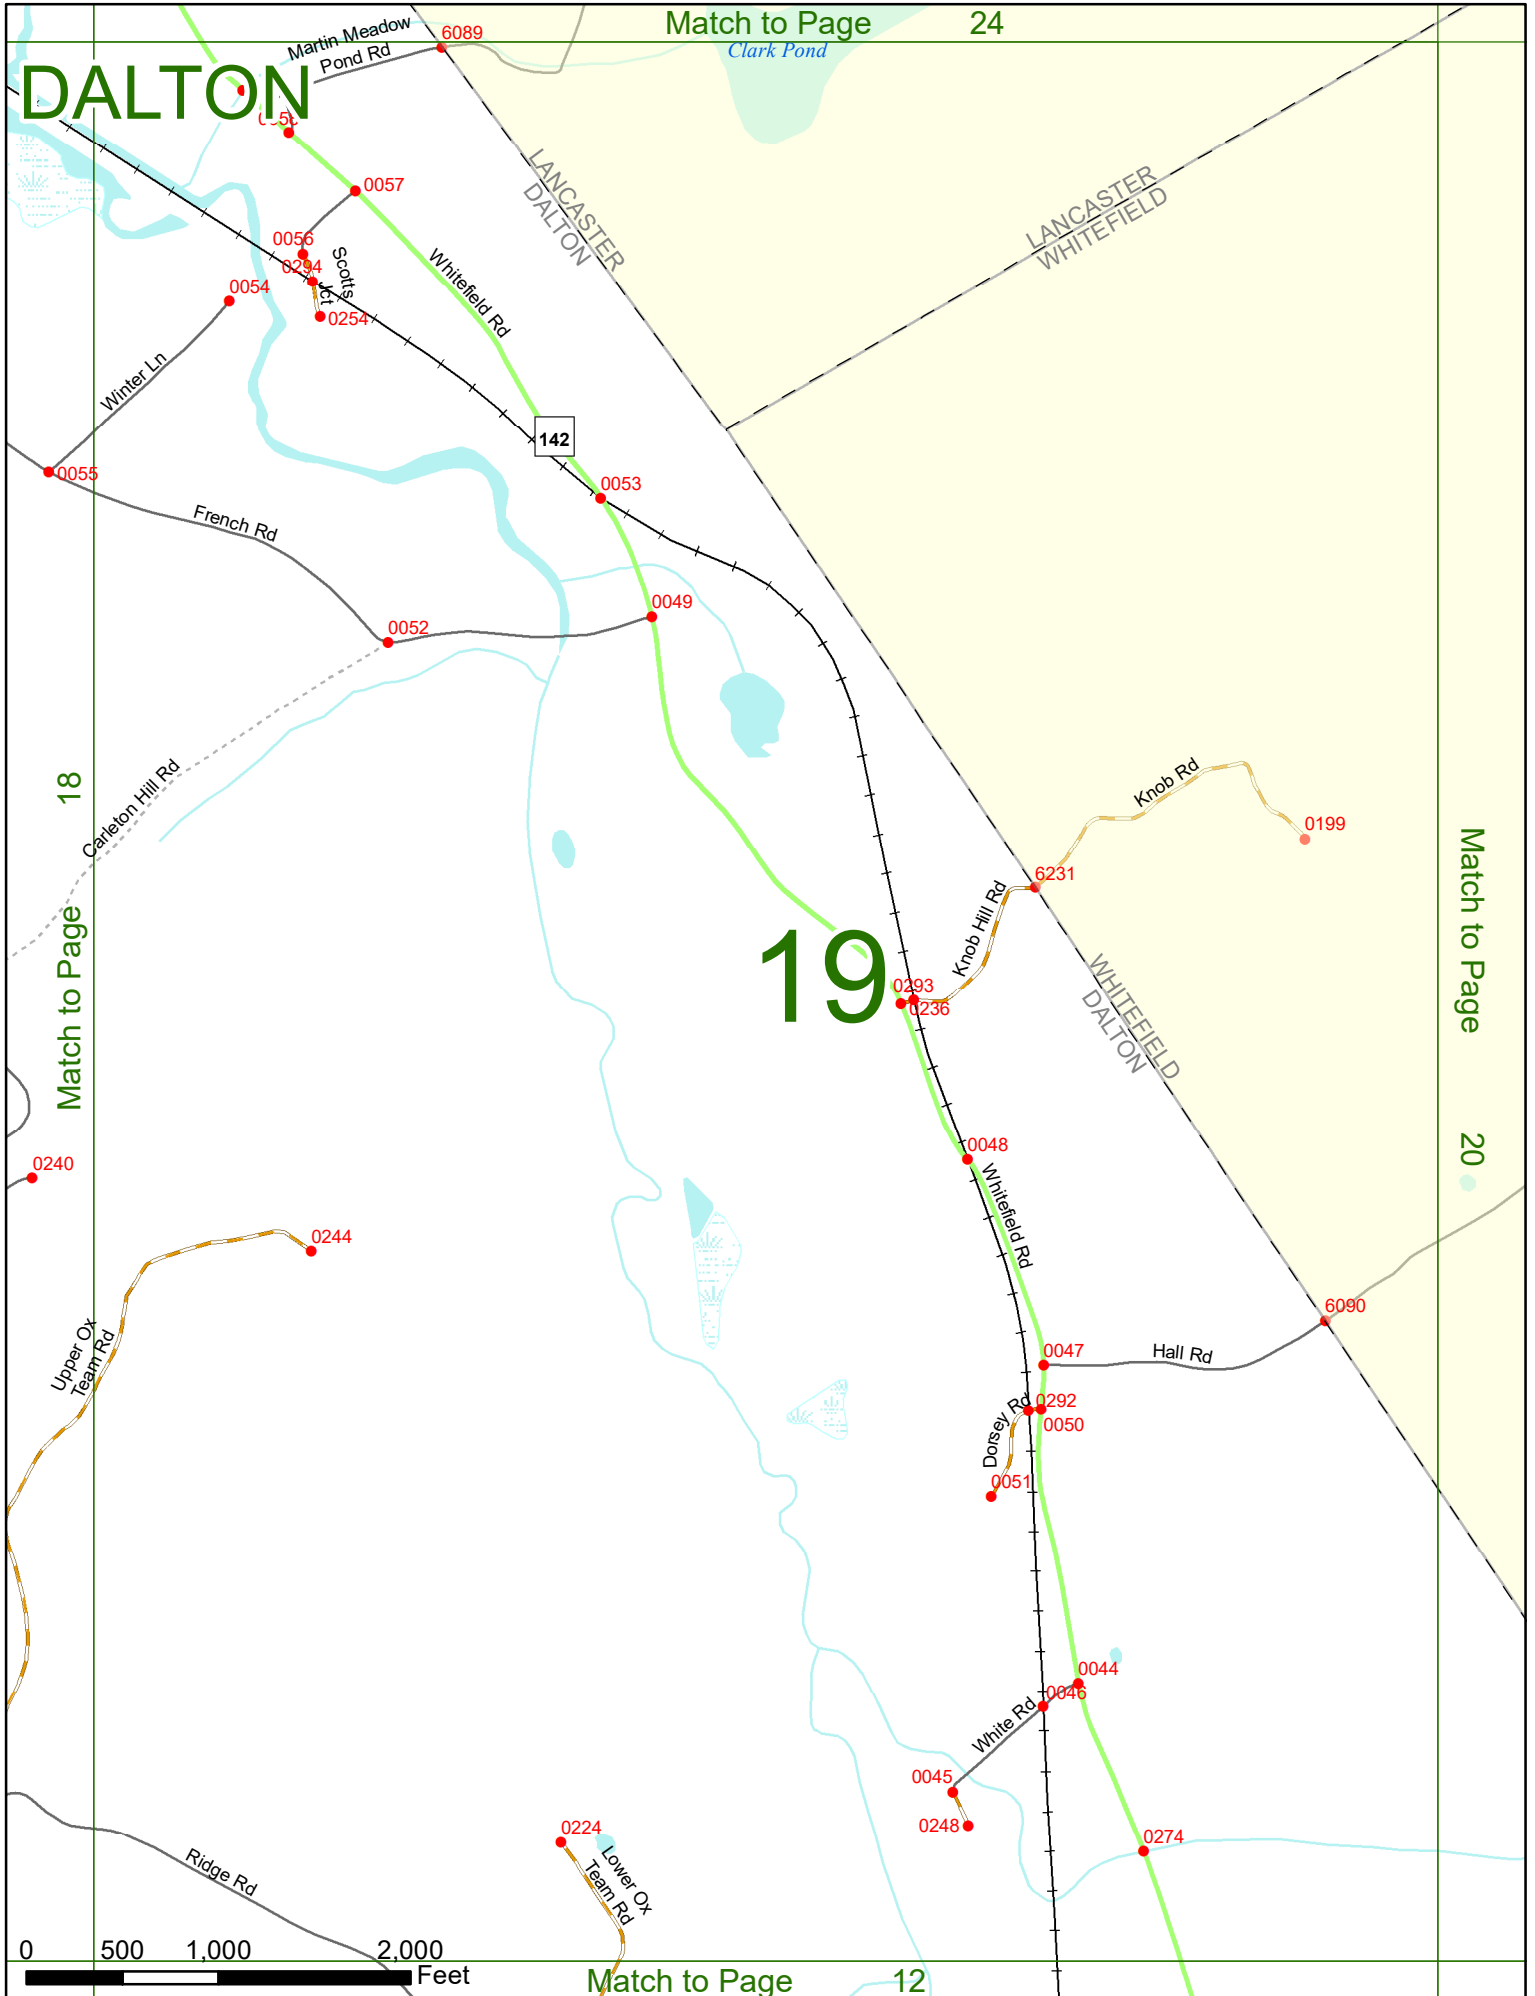 Match to Page 24
Clark Pond
Martin Meadow
Pond Rd
6089
DALTON
0057
LANCASTER
DALTON
LANCASTER
WHITEFIELD
0056
0294
Scotts
Jct
0254
0054
Whitefield Rd
Winter Ln
142
0055
0053
French Rd
0049
0052
Carleton Hill Rd
Match to Page 18
Knob Rd
0199
6231
Knob Hill Rd
Match to Page 20
19
0293
0236
WHITEFIELD
DALTON
0048
Whitefield Rd
0240
0244
Upper Ox
Team Rd
6090
0047
Hall Rd
Dorsey Rd
0292
0050
0051
0044
0046
White Rd
0045
0248
0274
0224
Lower Ox
Team Rd
Ridge Rd
0 500 1,000 2,000
Feet
Match to Page 12